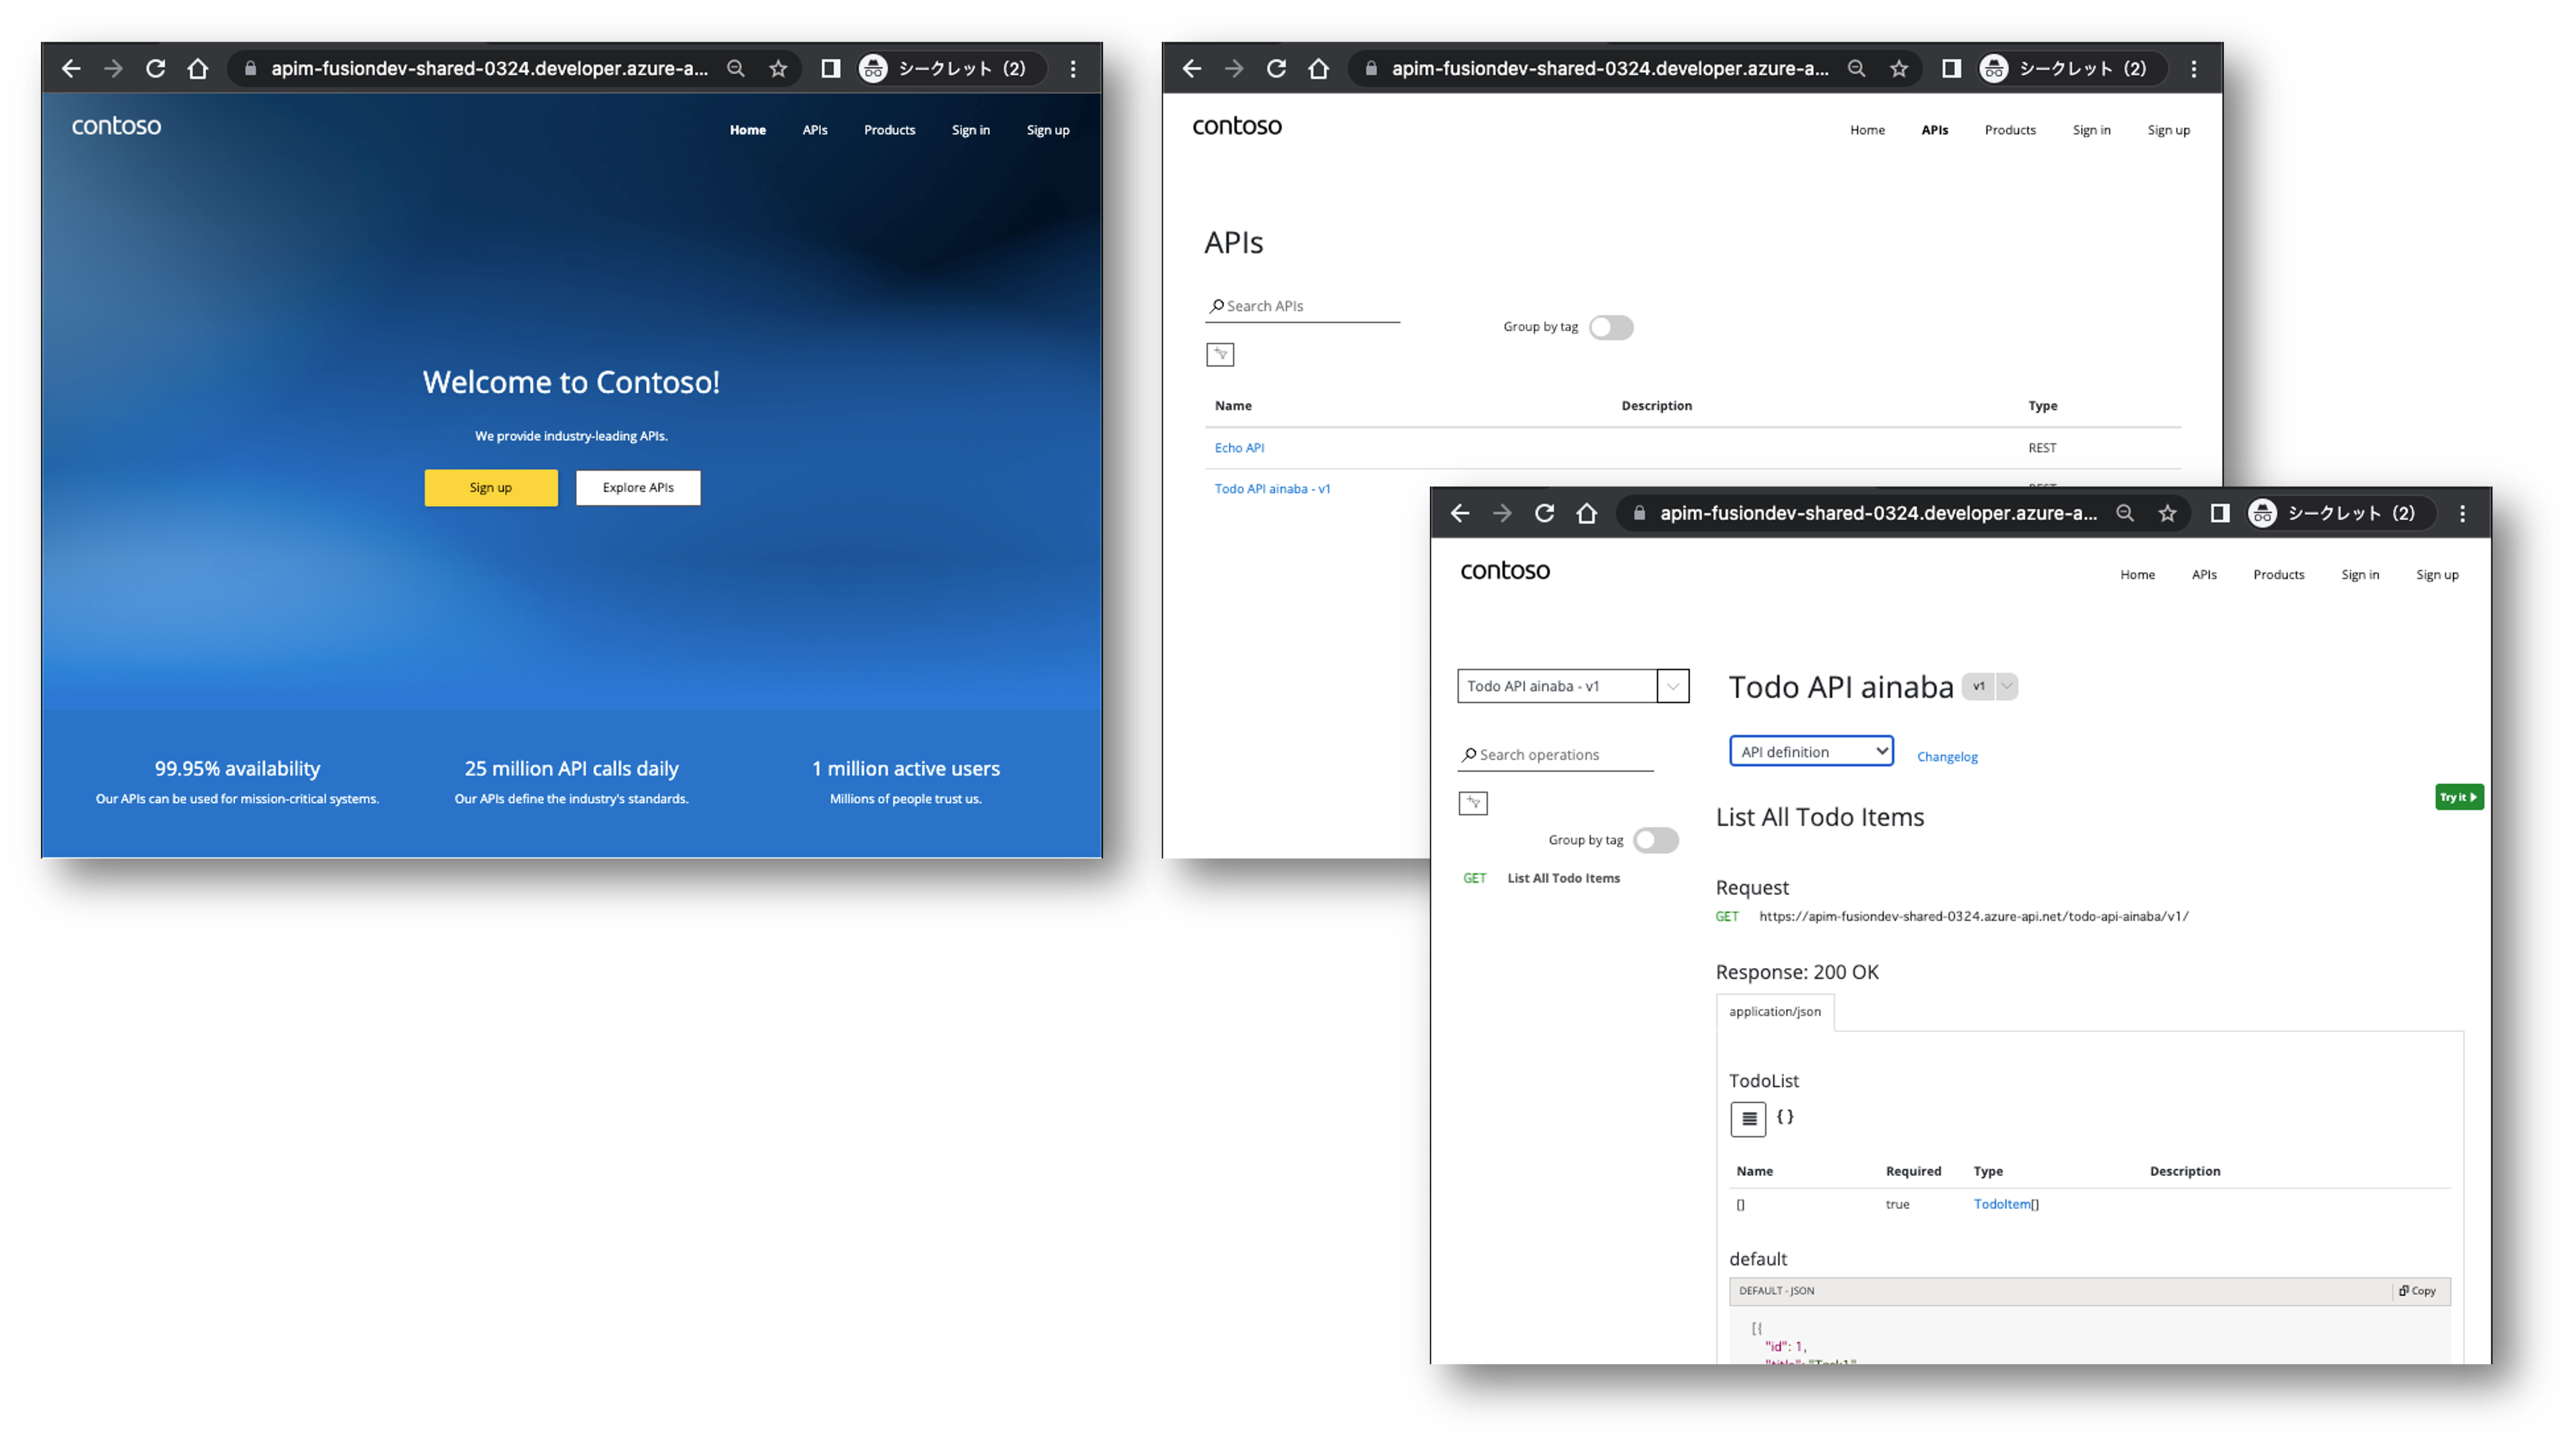 apim-fusiondev-shared-0324.developer.azure-a...
シークレット (2)
contoso
Home
APIs
Products
Sign in
Sign up
Welcome to Contoso!
We provide industry-leading APIs.
Sign up
Explore APIs
99.95% availability
Our APIs can be used for mission-critical systems.
25 million API calls daily
Our APIs define the industry's standards.
1 million active users
Millions of people trust us.
apim-fusiondev-shared-0324.developer.azure-a...
シークレット (2)
contoso
Home
APIs
Products
Sign in
Sign up
APIs
Search APIs
Group by tag
Name
Description
Type
Echo API
REST
Todo API ainaba - v1
REST
apim-fusiondev-shared-0324.developer.azure-a...
シークレット (2)
contoso
Home
APIs
Products
Sign in
Sign up
Todo API ainaba - v1
Search operations
Group by tag
GET List All Todo Items
Todo API ainaba
v1
API definition
Changelog
Try it
List All Todo Items
Request
GET https://apim-fusiondev-shared-0324.azure-api.net/todo-api-ainaba/v1/
Response: 200 OK
application/json
TodoList
{ }
Name
Required
Type
Description
[]
true
TodoItem[]
default
DEFAULT - JSON
Copy
[{
"id": 1,
"title": "Task1"